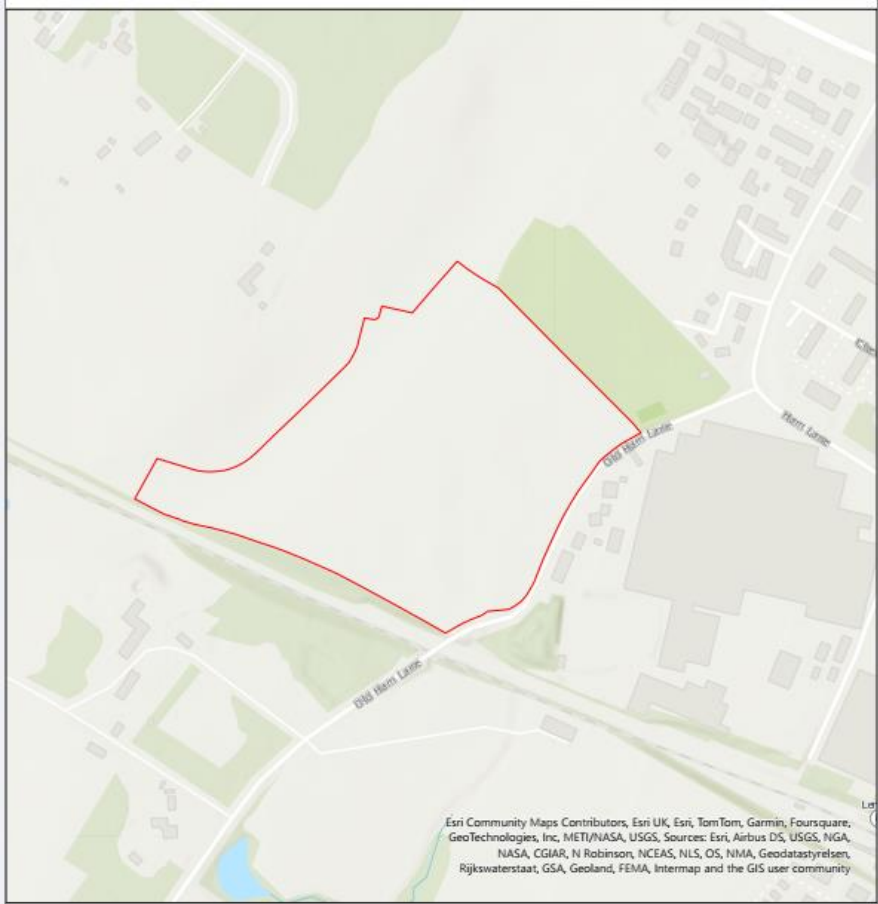 Old Ham Lane
Ham Lane
Old Ham Lane
Esri Community Maps Contributors, Esri UK, Esri, TomTom, Garmin, Foursquare,
GeoTechnologies, Inc, METI/NASA, USGS, Sources: Esri, Airbus DS, USGS, NGA,
NASA, CGIAR, N Robinson, NCEAS, NLS, OS, NMA, Geodatastyrelsen,
Rijkswaterstaat, GSA, Geoland, FEMA, Intermap and the GIS user community